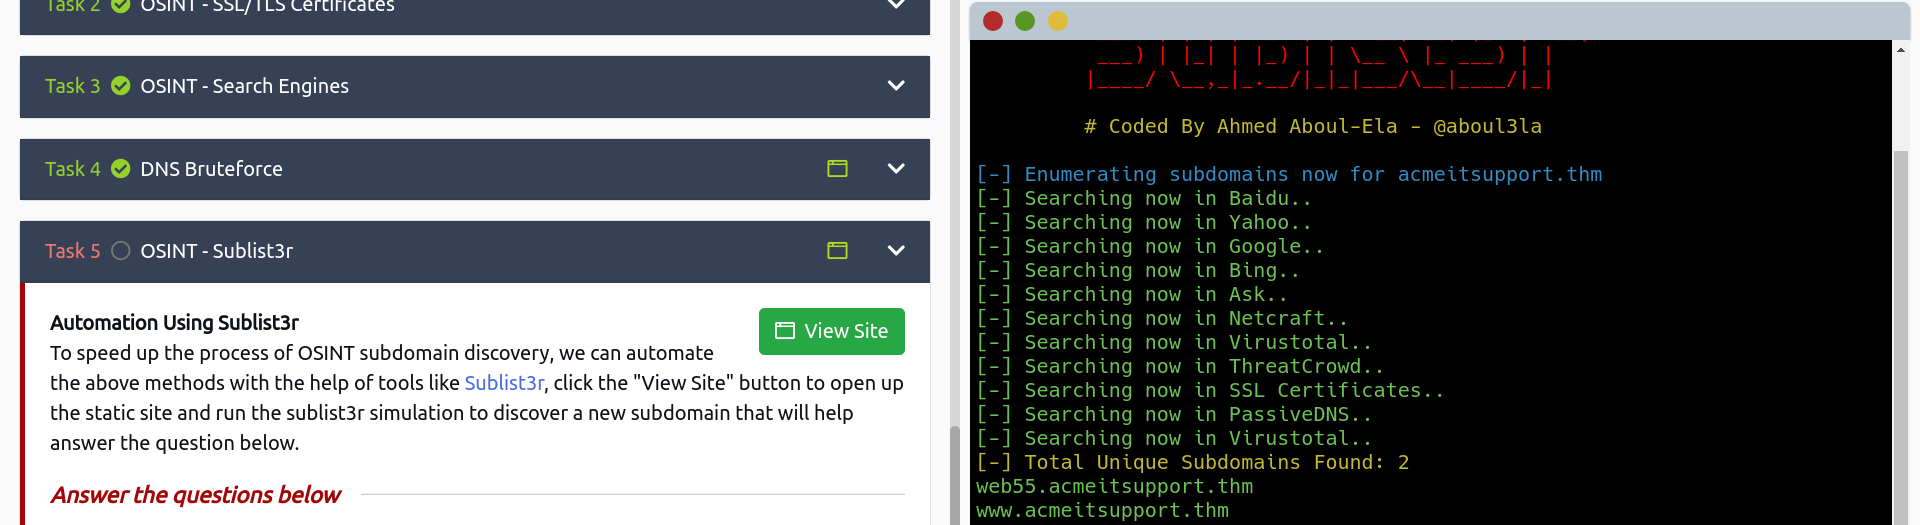 Task 2 OSINT - SSL/TLS Certificates
Task 3 OSINT - Search Engines
Task 4 DNS Bruteforce
Task 5 OSINT - Sublist3r
Automation Using Sublist3r
View Site
To speed up the process of OSINT subdomain discovery, we can automate
the above methods with the help of tools like Sublist3r, click the "View Site" button to open up
the static site and run the sublist3r simulation to discover a new subdomain that will help
answer the question below.
Answer the questions below
# Coded By Ahmed Aboul-Ela - @aboul3la
[-] Enumerating subdomains now for acmeitsupport.thm
[-] Searching now in Baidu..
[-] Searching now in Yahoo..
[-] Searching now in Google..
[-] Searching now in Bing..
[-] Searching now in Ask..
[-] Searching now in Netcraft..
[-] Searching now in Virustotal..
[-] Searching now in ThreatCrowd..
[-] Searching now in SSL Certificates..
[-] Searching now in PassiveDNS..
[-] Searching now in Virustotal..
[-] Total Unique Subdomains Found: 2
web55.acmeitsupport.thm
www.acmeitsupport.thm